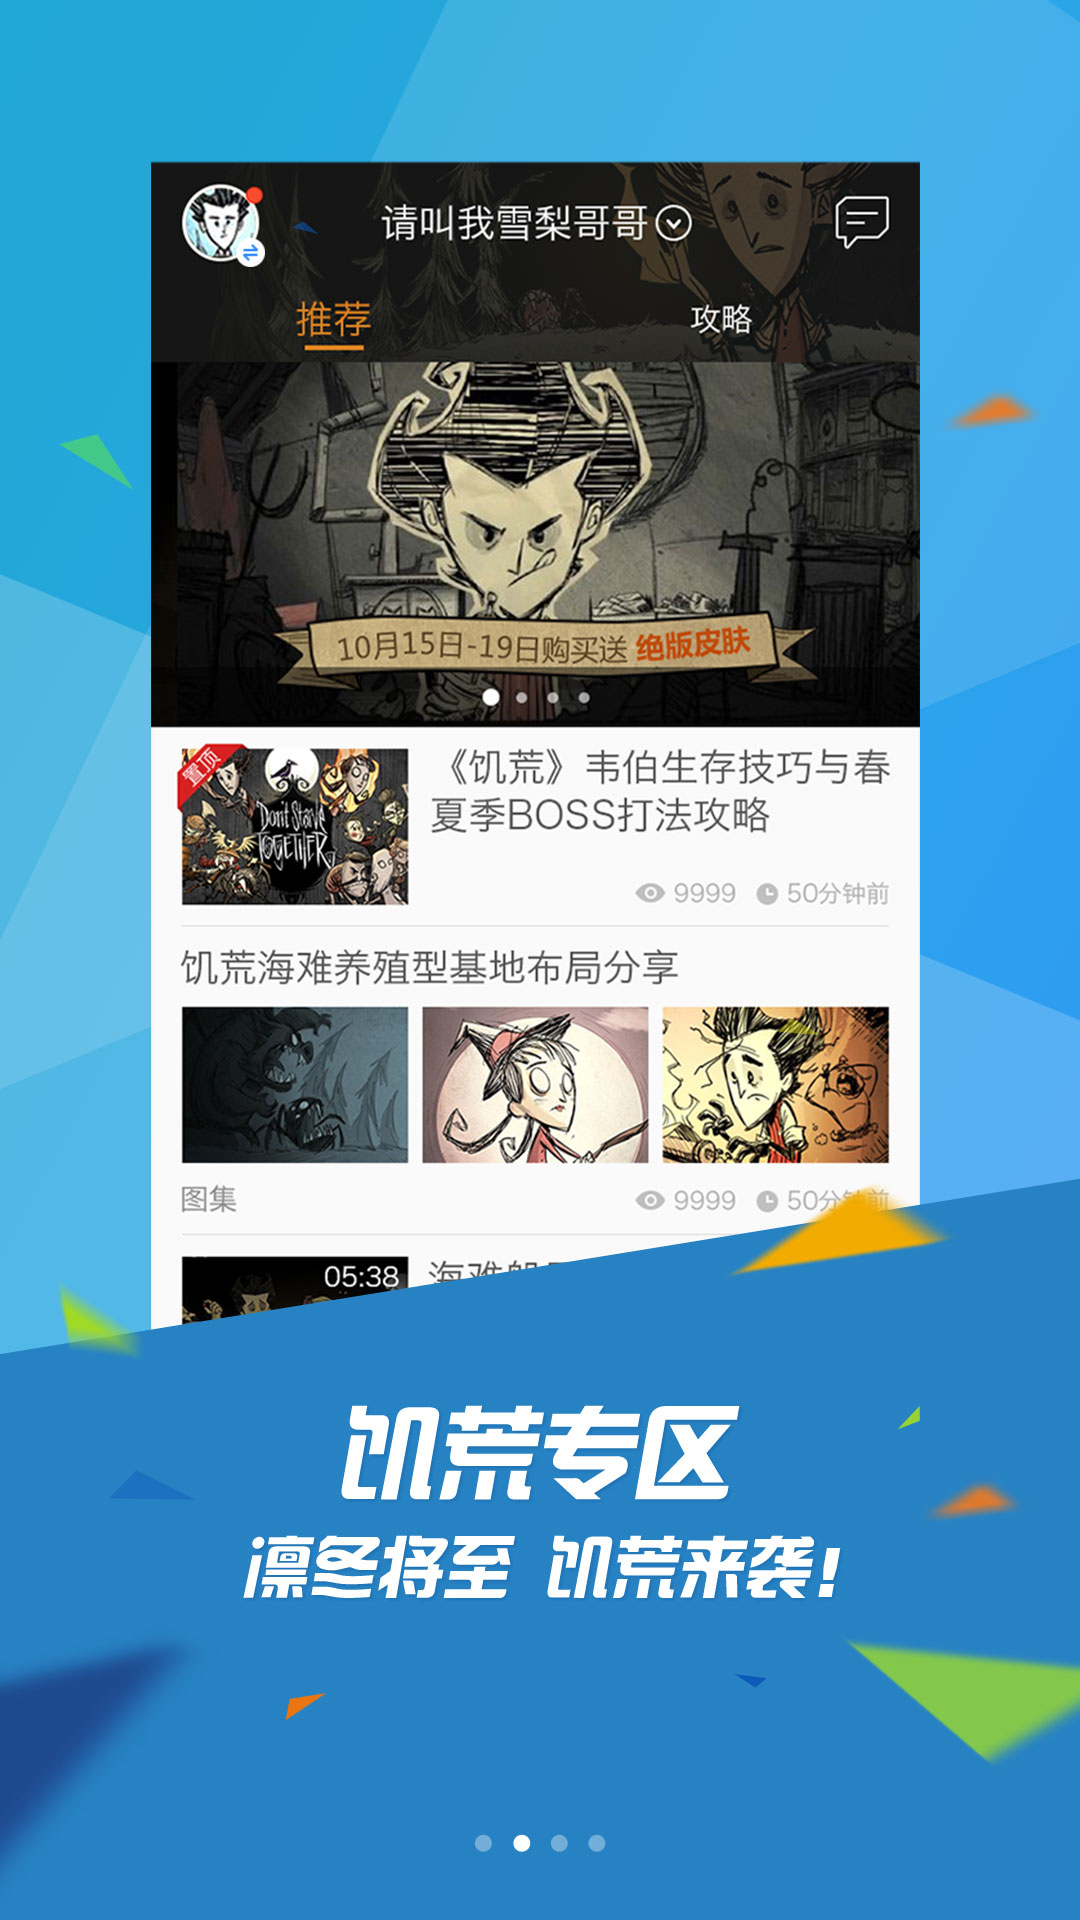 请叫我雪梨哥哥
推荐 攻略
10月15日-19日购买送 绝版皮肤
置顶
Don't Starve
TOGETHER
《饥荒》韦伯生存技巧与春
夏季BOSS打法攻略
9999 50分钟前
饥荒海难养殖型基地布局分享
图集 9999 50分钟前
05:38
饥荒专区
凛冬将至 饥荒来袭!